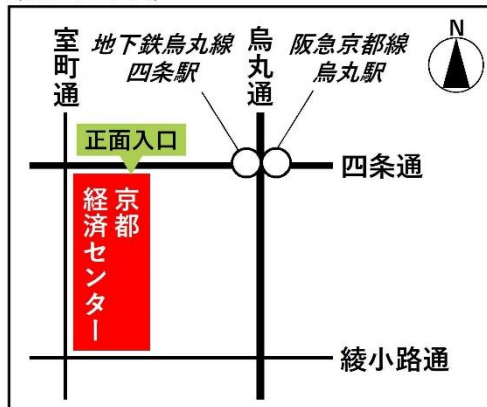 室町通
地下鉄烏丸線
四条駅
烏丸通
阪急京都線
烏丸駅
N
正面入口
四条通
京都
経済センター
綾小路通